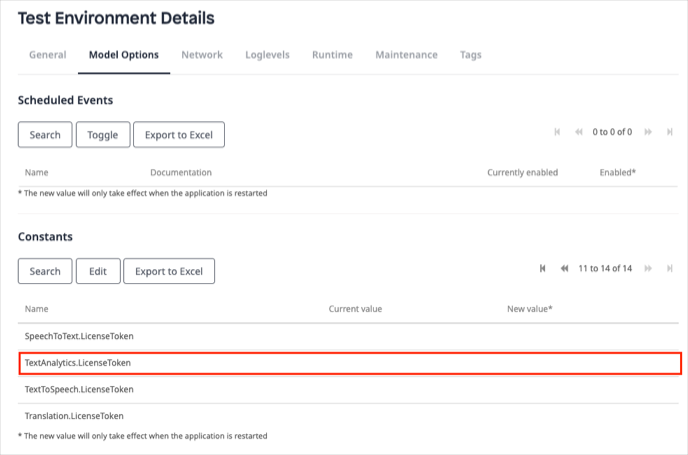 Test Environment Details
General Model Options Network Loglevels Runtime Maintenance Tags
Scheduled Events
Search Toggle Export to Excel 0 to 0 of 0
Name Documentation Currently enabled Enabled*
* The new value will only take effect when the application is restarted
Constants
Search Edit Export to Excel 11 to 14 of 14
Name Current value New value*
SpeechToText.LicenseToken
TextAnalytics.LicenseToken
TextToSpeech.LicenseToken
Translation.LicenseToken
* The new value will only take effect when the application is restarted